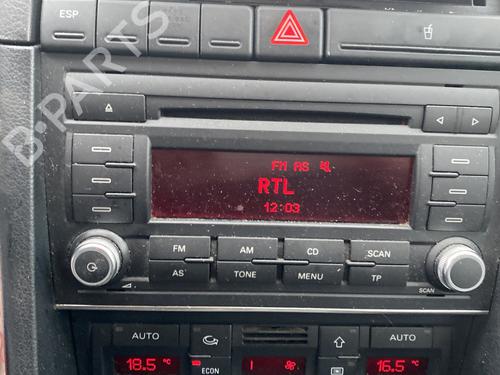 ESP
B-PARTS
FM AS
RTL
12:03
FM AM CD SCAN
AS TONE MENU TP
SCAN
AUTO AUTO
18.5 °C ECON 1 16.5 °C